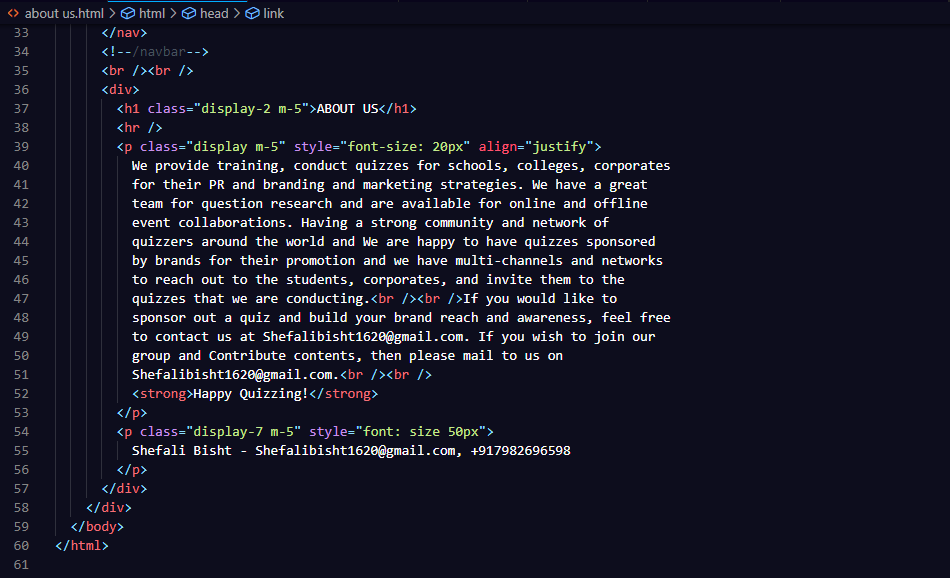 about us.html > html > head > link
33 </nav>
34 <!--/navbar-->
35 <br /><br />
36 <div>
37 <h1 class="display-2 m-5">ABOUT US</h1>
38 <hr />
39 <p class="display m-5" style="font-size: 20px" align="justify">
40 We provide training, conduct quizzes for schools, colleges, corporates
41 for their PR and branding and marketing strategies. We have a great
42 team for question research and are available for online and offline
43 event collaborations. Having a strong community and network of
44 quizzers around the world and We are happy to have quizzes sponsored
45 by brands for their promotion and we have multi-channels and networks
46 to reach out to the students, corporates, and invite them to the
47 quizzes that we are conducting.<br /><br />If you would like to
48 sponsor out a quiz and build your brand reach and awareness, feel free
49 to contact us at Shefalibisht1620@gmail.com. If you wish to join our
50 group and Contribute contents, then please mail to us on
51 Shefalibisht1620@gmail.com.<br /><br />
52 <strong>Happy Quizzing!</strong>
53 </p>
54 <p class="display-7 m-5" style="font: size 50px">
55 Shefali Bisht - Shefalibisht1620@gmail.com, +917982696598
56 </p>
57 </div>
58 </div>
59 </body>
60 </html>
61